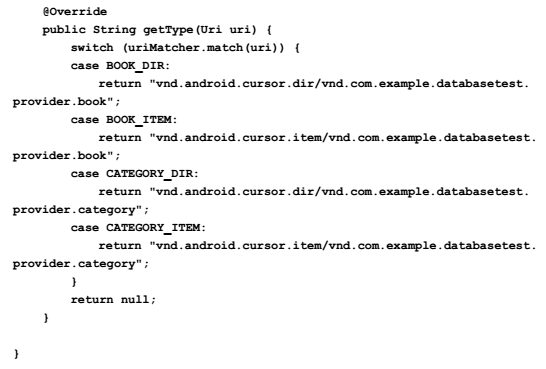 @Override
    public String getType(Uri uri) {
        switch (uriMatcher.match(uri)) {
        case BOOK_DIR:
            return "vnd.android.cursor.dir/vnd.com.example.databasetest.
provider.book";
        case BOOK_ITEM:
            return "vnd.android.cursor.item/vnd.com.example.databasetest.
provider.book";
        case CATEGORY_DIR:
            return "vnd.android.cursor.dir/vnd.com.example.databasetest.
provider.category";
        case CATEGORY_ITEM:
            return "vnd.android.cursor.item/vnd.com.example.databasetest.
provider.category";
        }
        return null;
    }

}